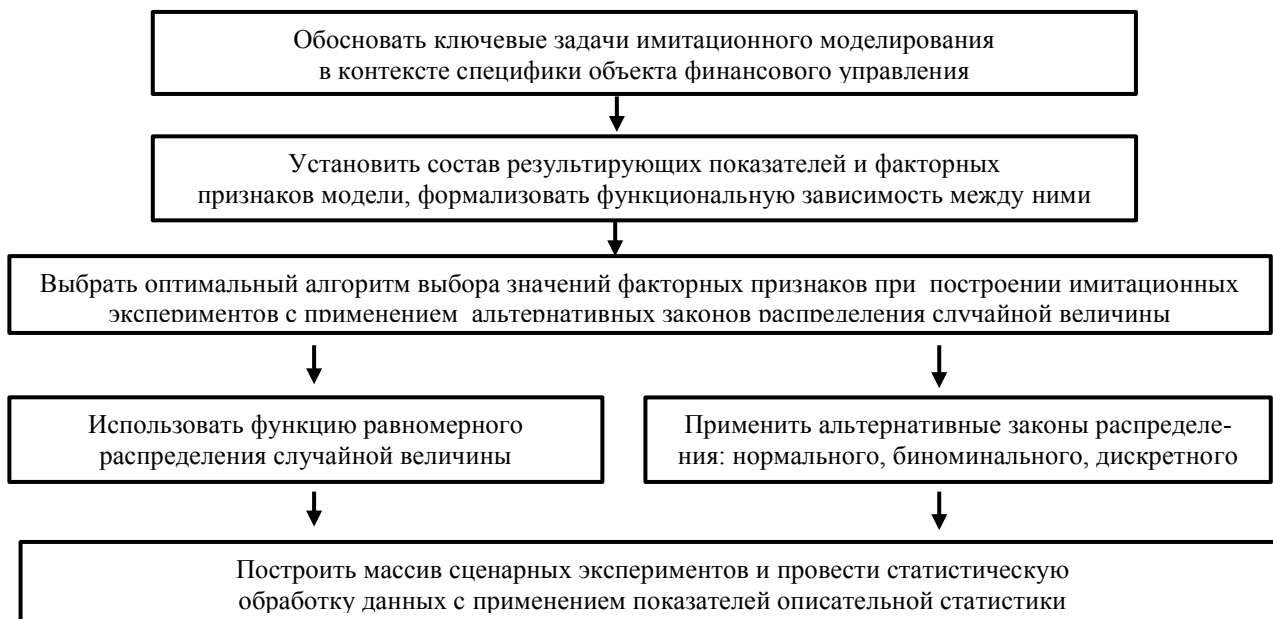 Обосновать ключевые задачи имитационного моделирования
в контексте специфики объекта финансового управления
Установить состав результирующих показателей и факторных
признаков модели, формализовать функциональную зависимость между ними
Выбрать оптимальный алгоритм выбора значений факторных признаков при построении имитационных
экспериментов с применением альтернативных законов распределения случайной величины
Использовать функцию равномерного
распределения случайной величины
Применить альтернативные законы распределе-
ния: нормального, биноминального, дискретного
Построить массив сценарных экспериментов и провести статистическую
обработку данных с применением показателей описательной статистики